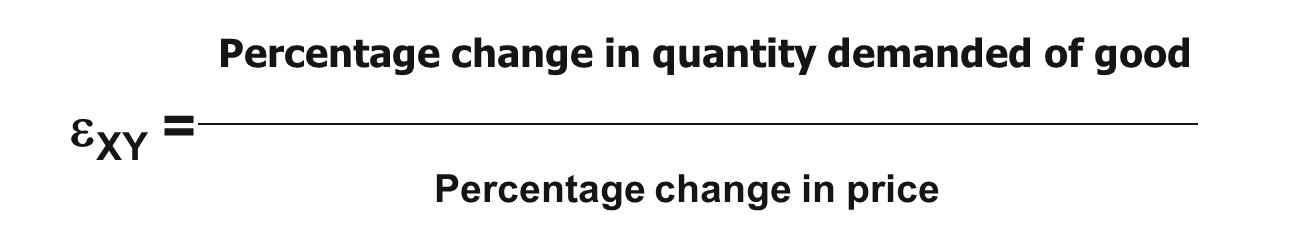 Percentage change in quantity demanded of good
εXY =
Percentage change in price